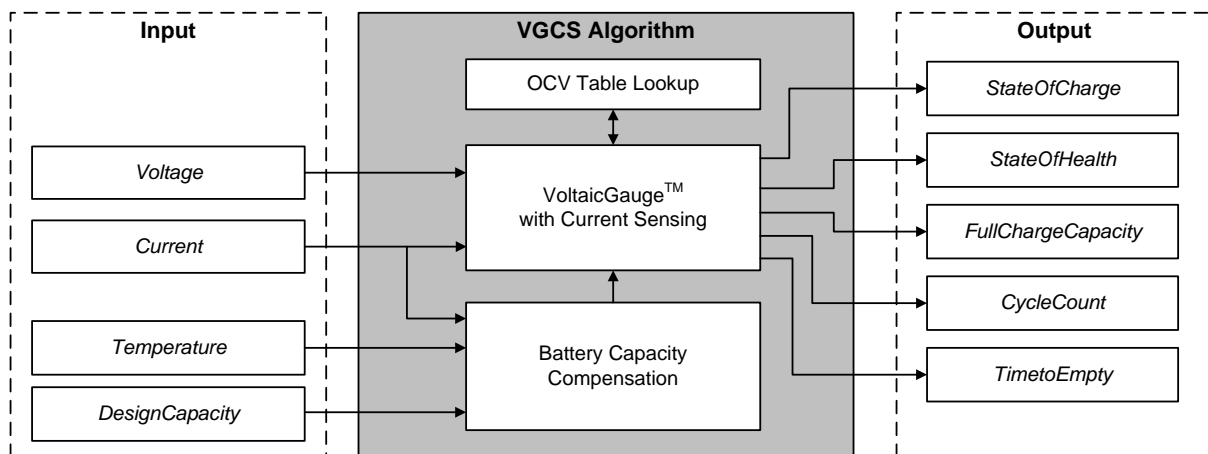 Input
VGCS Algorithm
Output
OCV Table Lookup
StateOfCharge
Voltage
VoltaicGauge™
with Current Sensing
StateOfHealth
Current
FullChargeCapacity
CycleCount
Temperature
Battery Capacity
Compensation
TimetoEmpty
DesignCapacity